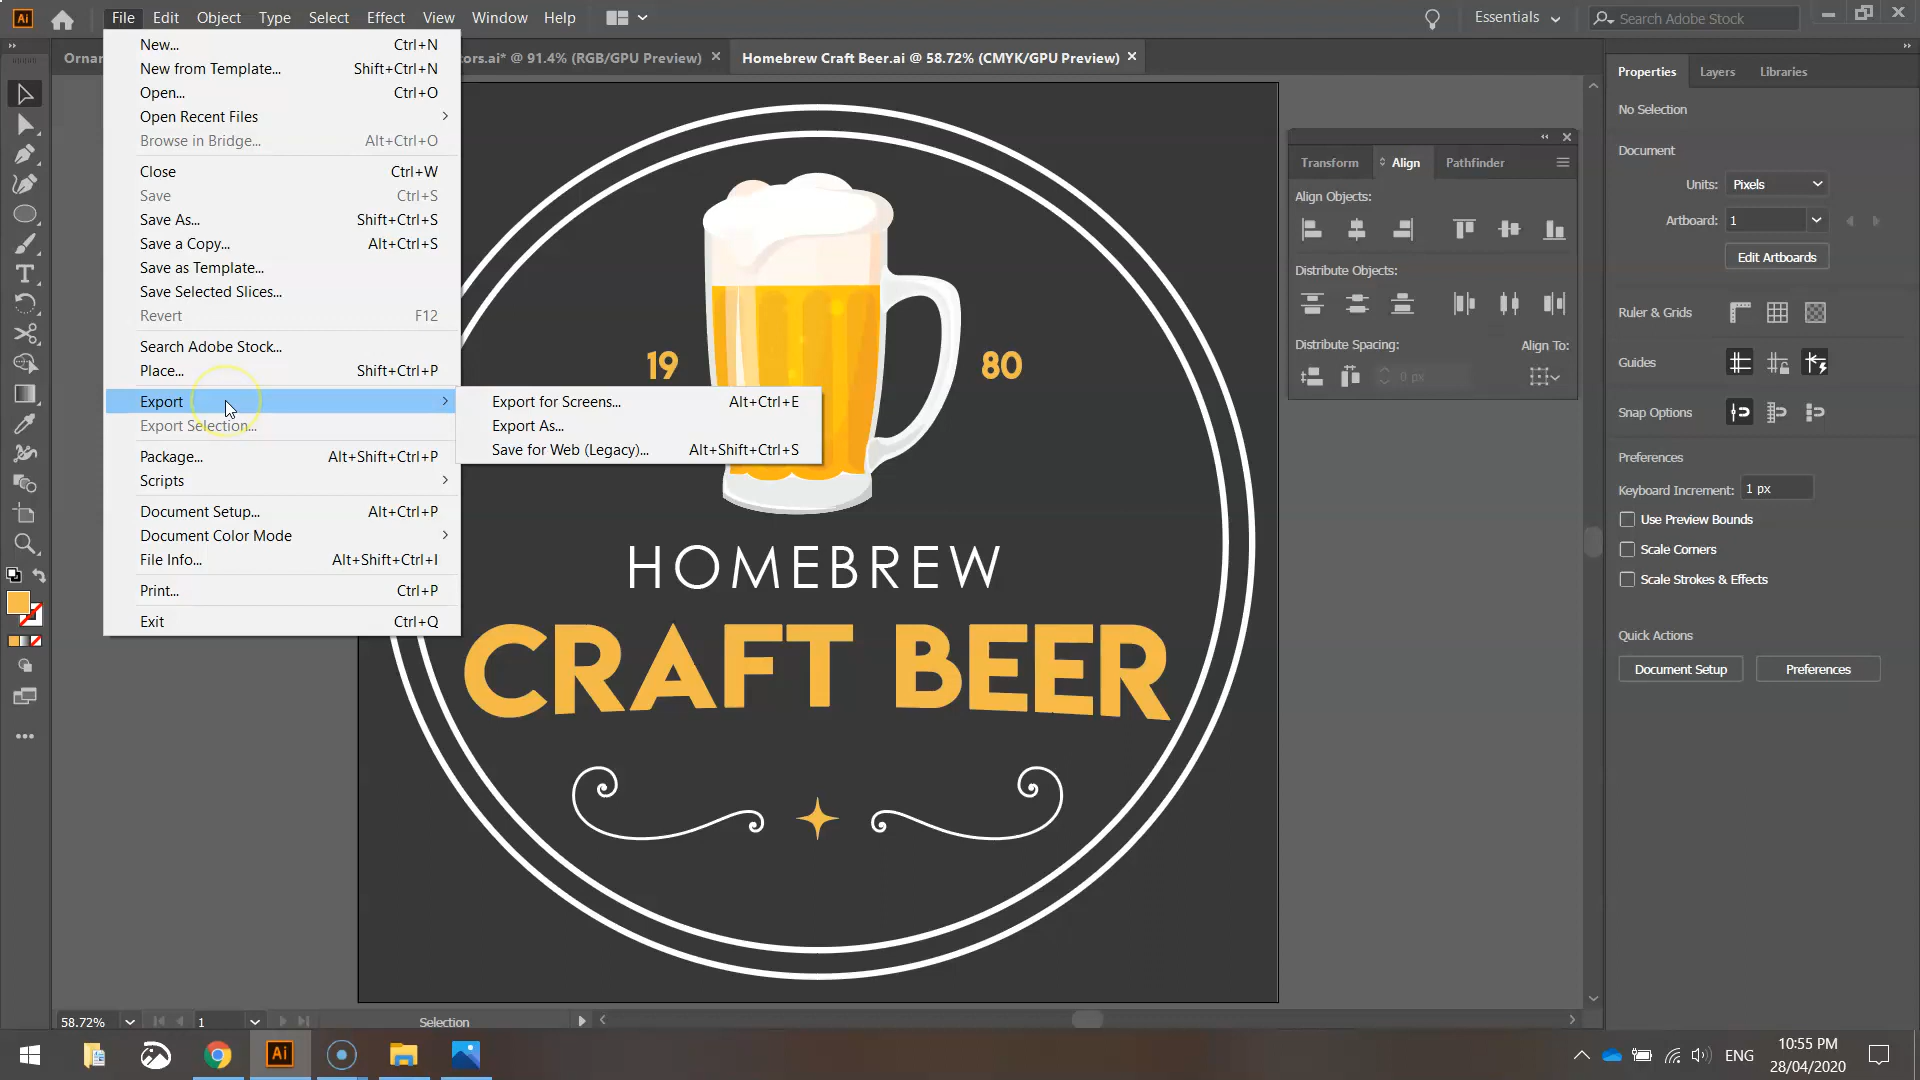 Ai
File Edit Object Type Select Effect View Window Help
Essentials
Search Adobe Stock
Ornar
tors.ai* @ 91.4% (RGB/GPU Preview)
Homebrew Craft Beer.ai @ 58.72% (CMYK/GPU Preview)
New... Ctrl+N
New from Template... Shift+Ctrl+N
Open... Ctrl+O
Open Recent Files
Browse in Bridge... Alt+Ctrl+O
Close Ctrl+W
Save Ctrl+S
Save As... Shift+Ctrl+S
Save a Copy... Alt+Ctrl+S
Save as Template...
Save Selected Slices...
Revert F12
Search Adobe Stock...
Place... Shift+Ctrl+P
Export
Export Selection...
Package... Alt+Shift+Ctrl+P
Scripts
Document Setup... Alt+Ctrl+P
Document Color Mode
File Info... Alt+Shift+Ctrl+I
Print... Ctrl+P
Exit Ctrl+Q
Export for Screens... Alt+Ctrl+E
Export As...
Save for Web (Legacy)... Alt+Shift+Ctrl+S
19 80
HOMEBREW
CRAFT BEER
Transform Align Pathfinder
Align Objects:
Distribute Objects:
Distribute Spacing: Align To:
0 px
Properties Layers Libraries
No Selection
Document
Units: Pixels
Artboard: 1
Edit Artboards
Ruler & Grids
Guides
Snap Options
Preferences
Keyboard Increment: 1 px
Use Preview Bounds
Scale Corners
Scale Strokes & Effects
Quick Actions
Document Setup Preferences
58.72% 1 Selection
Ai
ENG
10:55 PM
28/04/2020